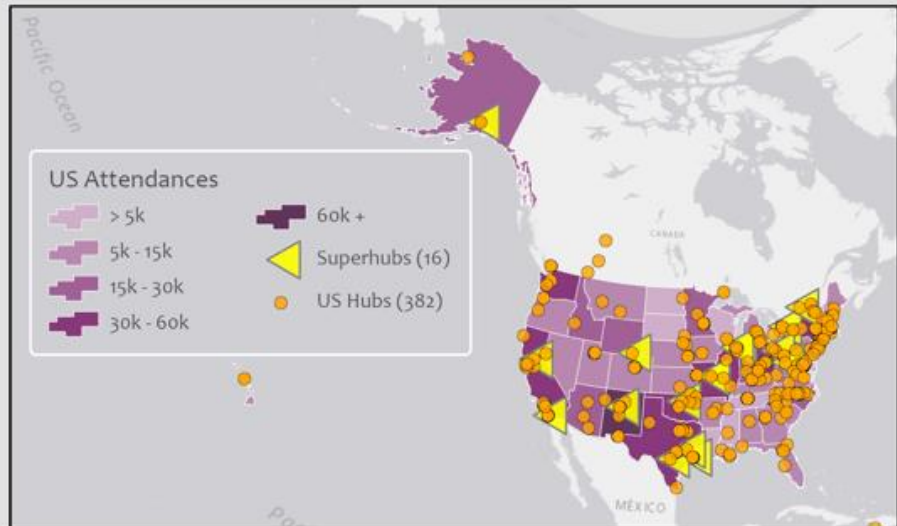 Pacific Ocean
US Attendances
> 5k
5k - 15k
15k - 30k
30k - 60k
60k +
Superhubs (16)
US Hubs (382)
CANADA
MÉXICO